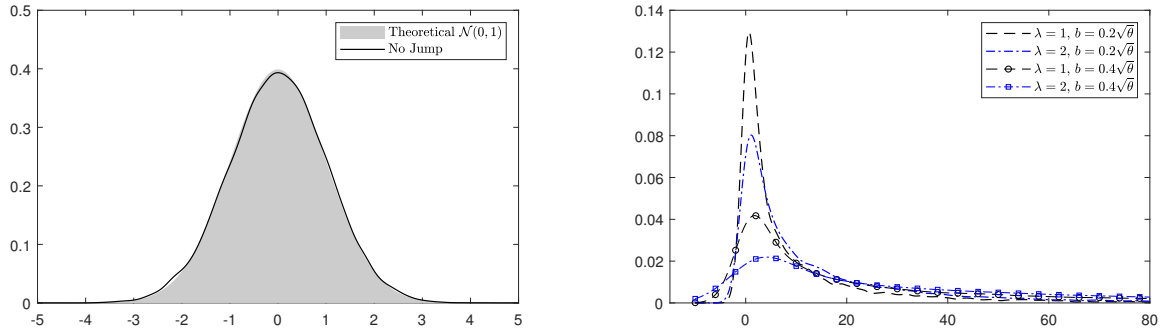 0.5
0.4
0.3
0.2
0.1
0
-5 -4 -3 -2 -1 0 1 2 3 4 5
Theoretical 𝒩(0, 1)
No Jump
0.14
0.12
0.1
0.08
0.06
0.04
0.02
0
0 20 40 60 80
λ = 1, b = 0.2√θ
λ = 2, b = 0.2√θ
λ = 1, b = 0.4√θ
λ = 2, b = 0.4√θ